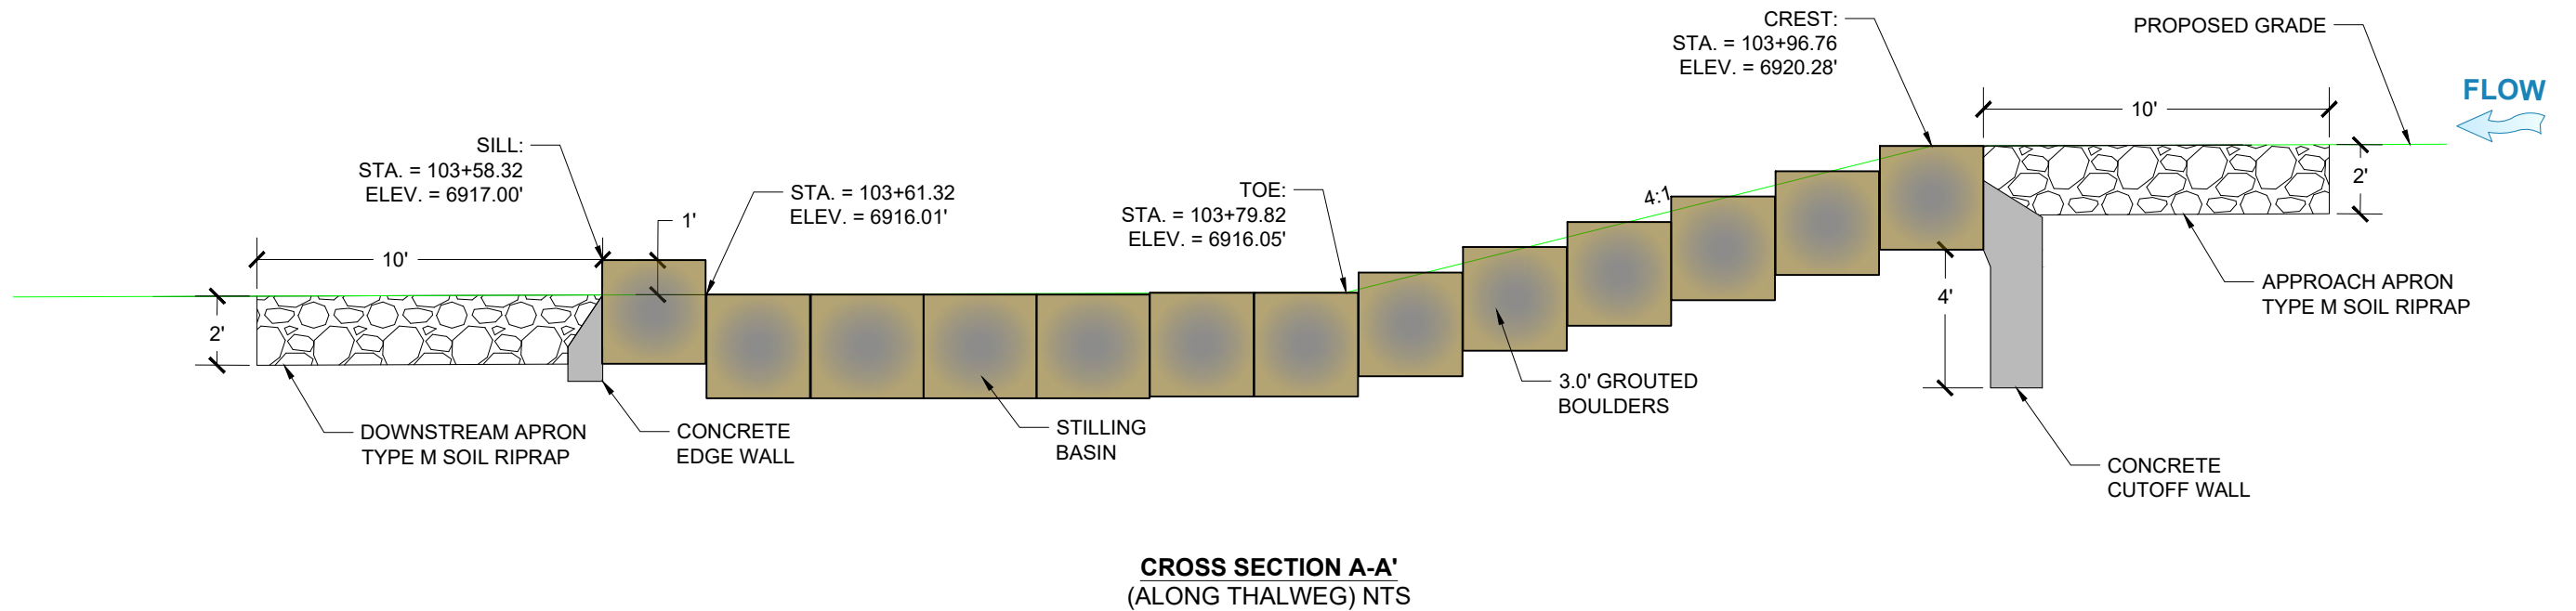 CREST:
STA. = 103+96.76
ELEV. = 6920.28'
PROPOSED GRADE
FLOW
10'
2'
SILL:
STA. = 103+58.32
ELEV. = 6917.00'
1'
STA. = 103+61.32
ELEV. = 6916.01'
TOE:
STA. = 103+79.82
ELEV. = 6916.05'
4:1
10'
2'
4'
APPROACH APRON
TYPE M SOIL RIPRAP
3.0' GROUTED
BOULDERS
DOWNSTREAM APRON
TYPE M SOIL RIPRAP
CONCRETE
EDGE WALL
STILLING
BASIN
CONCRETE
CUTOFF WALL
CROSS SECTION A-A'
(ALONG THALWEG) NTS